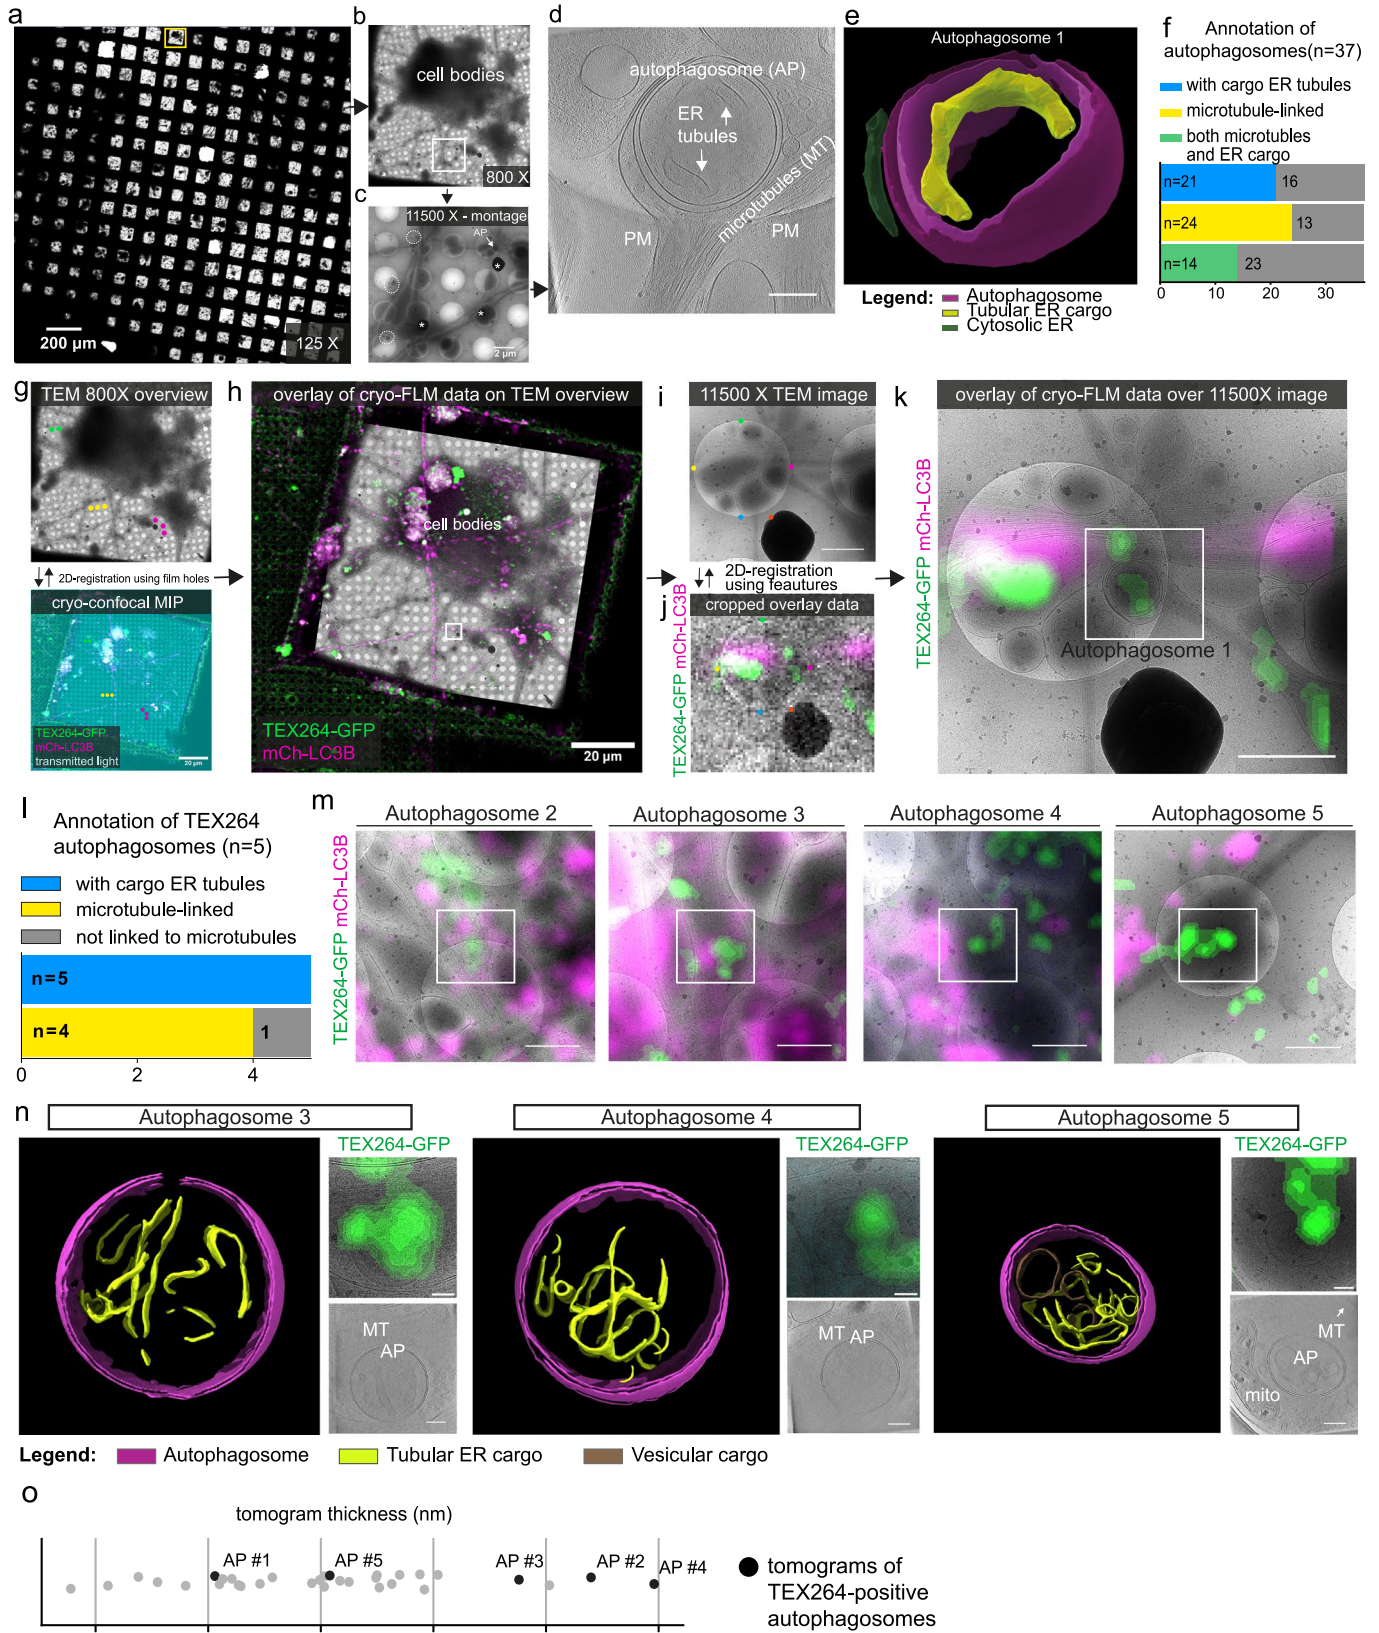 a
125 X
200 µm
b
cell bodies
800 X
c
11500 X - montage
AP
*
*
*
2 µm
d
autophagosome (AP)
ER
tubules
microtubules (MT)
PM
PM
e
Autophagosome 1
Legend:
Autophagosome
Tubular ER cargo
Cytosolic ER
f
Annotation of
autophagosomes(n=37)
with cargo ER tubules
microtubule-linked
both microtubles
and ER cargo
n=21
16
n=24
13
n=14
23
0
10
20
30
g
TEM 800X overview
2D-registration using film holes
cryo-confocal MIP
TEX264-GFP
mCh-LC3B
transmitted light
20 µm
h
overlay of cryo-FLM data on TEM overview
cell bodies
TEX264-GFP
mCh-LC3B
20 µm
i
11500 X TEM image
2D-registration
using feautures
j
cropped overlay data
TEX264-GFP mCh-LC3B
k
overlay of cryo-FLM data over 11500X image
TEX264-GFP mCh-LC3B
Autophagosome 1
l
Annotation of TEX264
autophagosomes (n=5)
with cargo ER tubules
microtubule-linked
not linked to microtubules
n=5
n=4
1
0
2
4
m
TEX264-GFP mCh-LC3B
Autophagosome 2
Autophagosome 3
Autophagosome 4
Autophagosome 5
n
Autophagosome 3
TEX264-GFP
MT
AP
Autophagosome 4
TEX264-GFP
MT AP
Autophagosome 5
TEX264-GFP
MT
AP
mito
Legend:
Autophagosome
Tubular ER cargo
Vesicular cargo
o
tomogram thickness (nm)
AP #1
AP #5
AP #3
AP #2
AP #4
tomograms of
TEX264-positive
autophagosomes